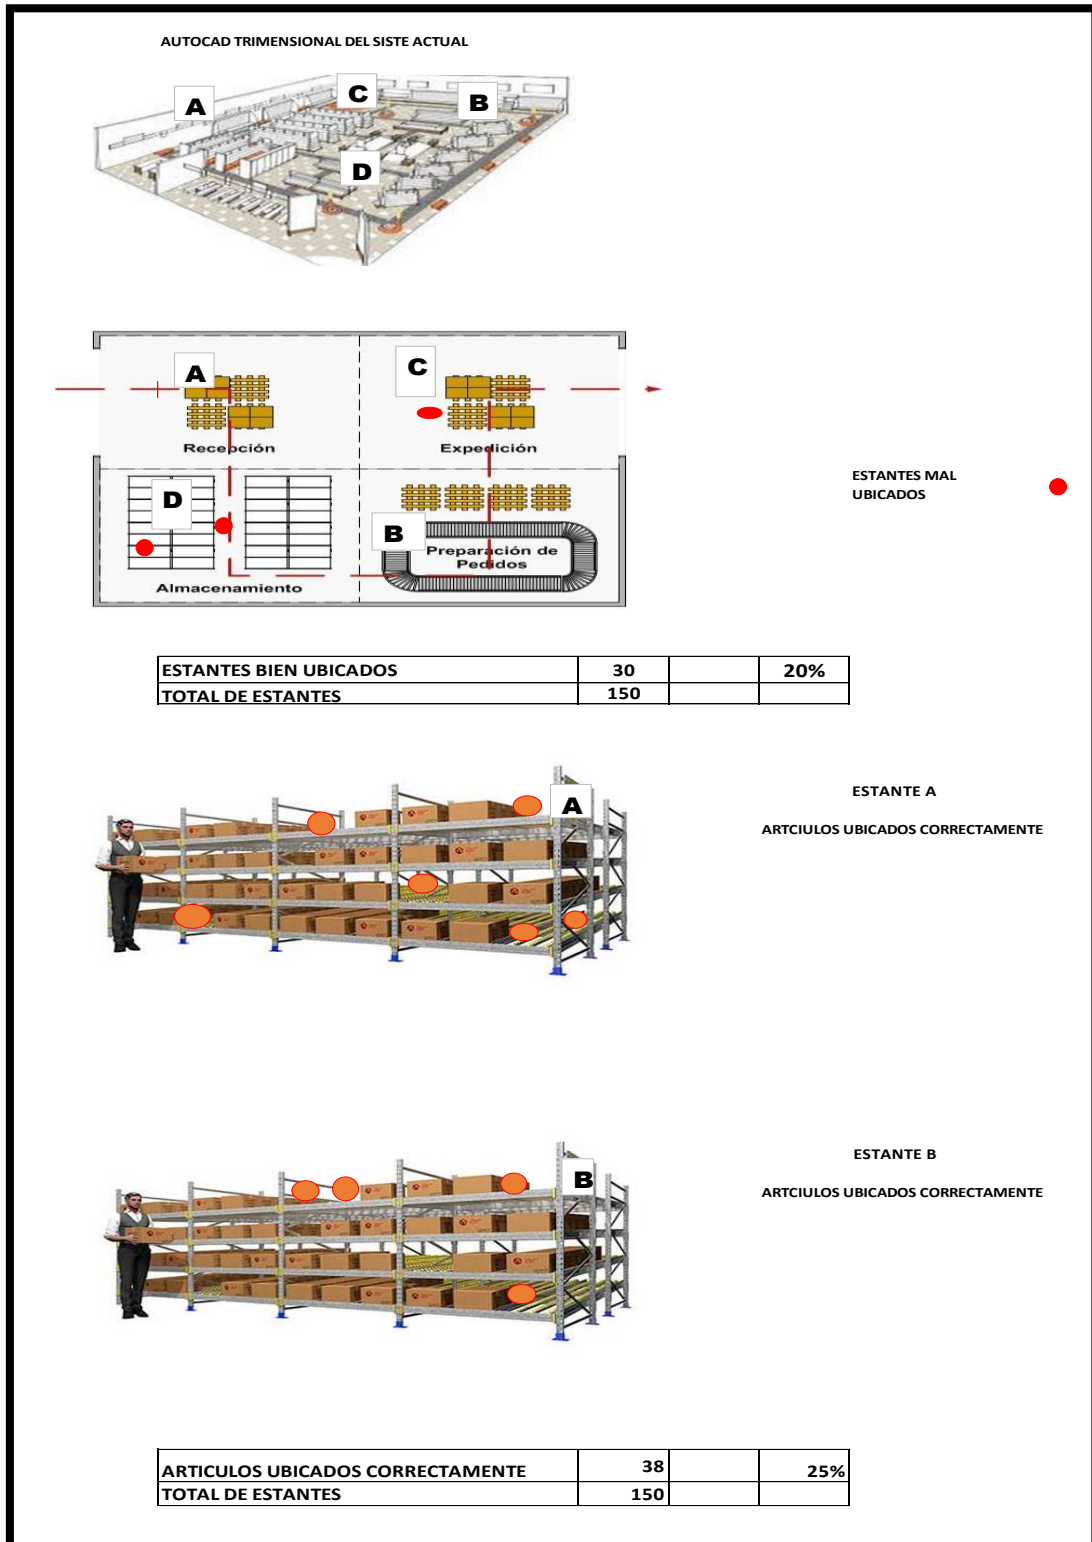 AUTOCAD TRIMENSIONAL DEL SISTE ACTUAL
A
C
B
D
A
C
Recepción
Expedición
ESTANTES MAL
UBICADOS
D
B
Preparación de
Pedidos
Almacenamiento
ESTANTES BIEN UBICADOS 30 20%
TOTAL DE ESTANTES 150
A
ESTANTE A
ARTCIULOS UBICADOS CORRECTAMENTE
B
ESTANTE B
ARTCIULOS UBICADOS CORRECTAMENTE
ARTICULOS UBICADOS CORRECTAMENTE 38 25%
TOTAL DE ESTANTES 150